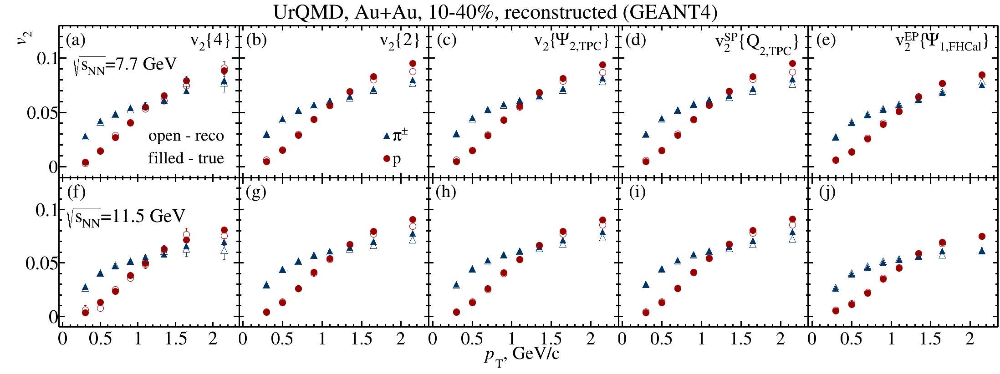 UrQMD, Au+Au, 10-40%, reconstructed (GEANT4)
v2
(a) v2{4}
(b) v2{2}
(c) v2{Ψ2,TPC}
(d) v2^SP{Q2,TPC}
(e) v2^EP{Ψ1,FHCal}
√sNN=7.7 GeV
0.1
0.05
0
open - reco
filled - true
π±
p
(f)
(g)
(h)
(i)
(j)
√sNN=11.5 GeV
0.1
0.05
0
0 0.5 1 1.5 2
0 0.5 1 1.5 2
0 0.5 1 1.5 2
0 0.5 1 1.5 2
0 0.5 1 1.5 2
pT, GeV/c